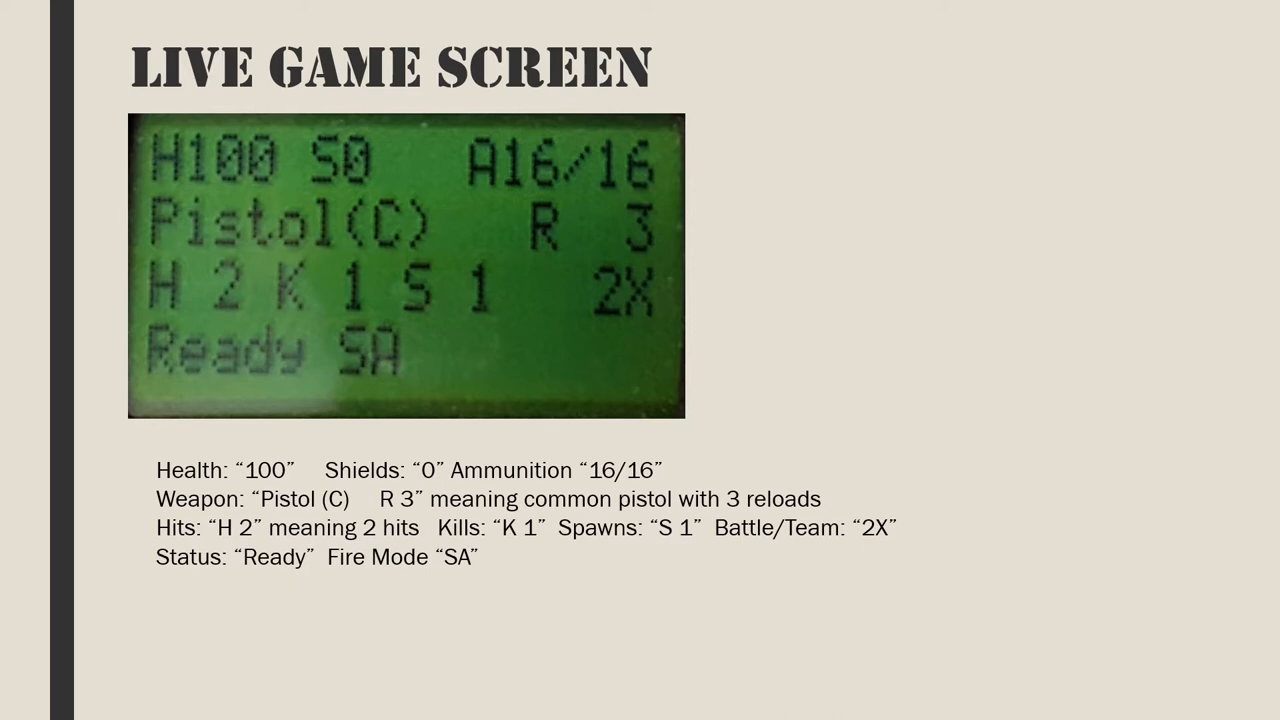 LIVE GAME SCREEN
H100 S0 A16/16
Pistol(C) R 3
H 2 K 1 S 1 2X
Ready SA
Health: “100” Shields: “0” Ammunition “16/16”
Weapon: “Pistol (C) R 3” meaning common pistol with 3 reloads
Hits: “H 2” meaning 2 hits Kills: “K 1” Spawns: “S 1” Battle/Team: “2X”
Status: “Ready” Fire Mode “SA”